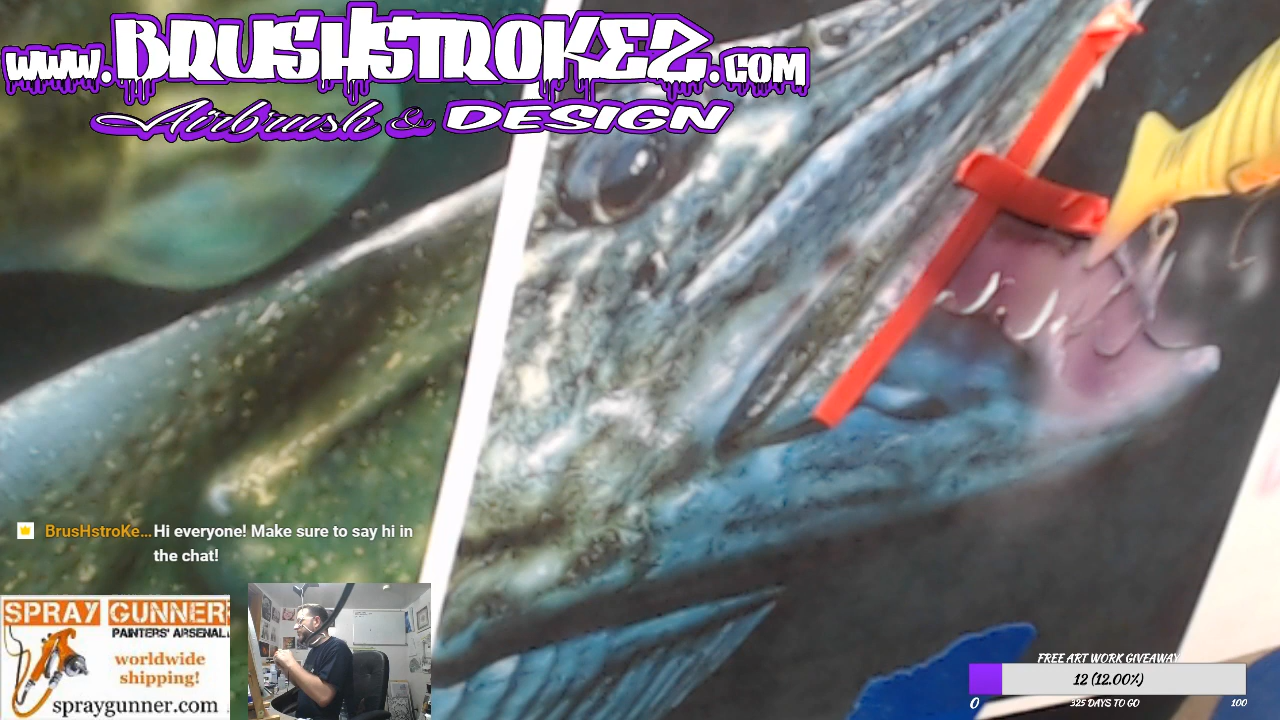 www.BRUSHSTROKEZ.COM
Airbrush & DESIGN
BrusHstroKe... Hi everyone! Make sure to say hi in
the chat!
SPRAY GUNNER
PAINTERS' ARSENAL
worldwide
shipping!
spraygunner.com
FREE ART WORK GIVEAWAY
12 (12.00%)
0 325 DAYS TO GO 100